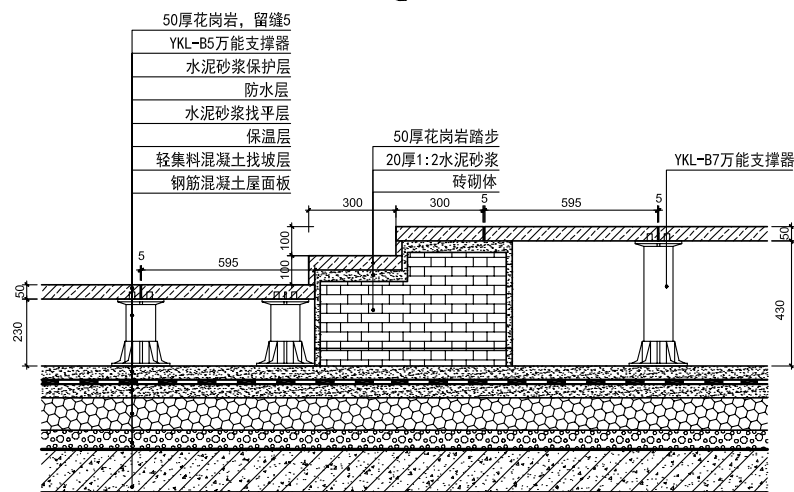 50厚花岗岩，留缝5
YKL-B5万能支撑器
水泥砂浆保护层
防水层
水泥砂浆找平层
保温层
轻集料混凝土找坡层
钢筋混凝土屋面板
50厚花岗岩踏步
20厚1:2水泥砂浆
砖砌体
YKL-B7万能支撑器
300
300
5
595
5
100
100
50
430
5
595
50
230